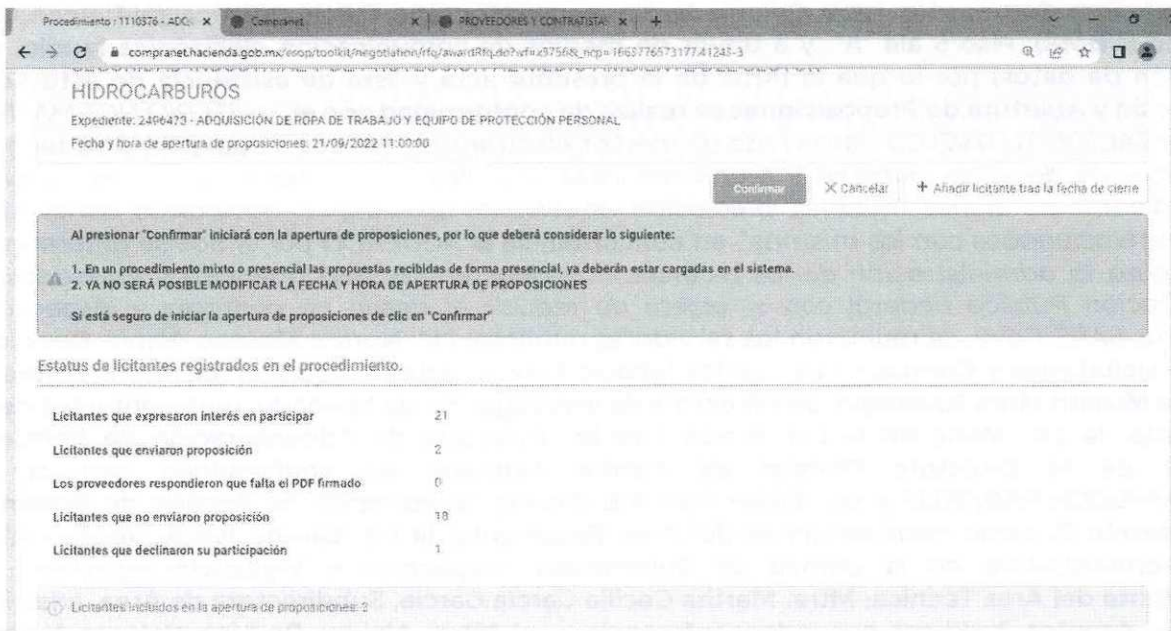 Procedimiento : 1110376 - ADQU
Compranet
PROVEEDORES Y CONTRATISTA
compranet.hacienda.gob.mx/esop/toolkit/negotiation/rfq/awardRfq.do?
HIDROCARBUROS
Expediente: 2496473 - ADQUISICIÓN DE ROPA DE TRABAJO Y EQUIPO DE PROTECCIÓN PERSONAL
Fecha y hora de apertura de proposiciones: 21/09/2022 11:00:00
Confirmar
Cancelar
+ Añadir licitante tras la fecha de cierre
Al presionar "Confirmar" iniciará con la apertura de proposiciones, por lo que deberá considerar lo siguiente:
1. En un procedimiento mixto o presencial las propuestas recibidas de forma presencial, ya deberán estar cargadas en el sistema.
2. YA NO SERÁ POSIBLE MODIFICAR LA FECHA Y HORA DE APERTURA DE PROPOSICIONES
Si está seguro de iniciar la apertura de proposiciones de clic en "Confirmar"
Estatus de licitantes registrados en el procedimiento.
Licitantes que expresaron interés en participar 21
Licitantes que enviaron proposición 2
Los proveedores respondieron que falta el PDF firmado 0
Licitantes que no enviaron proposición 18
Licitantes que declinaron su participación 1
Licitantes incluidos en la apertura de proposiciones: